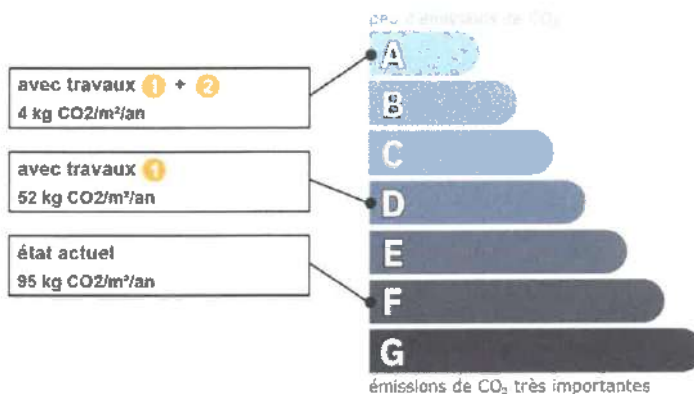 peu d'émissions de CO₂
A
avec travaux 1 + 2
4 kg CO2/m²/an
B
C
avec travaux 1
52 kg CO2/m²/an
D
E
état actuel
95 kg CO2/m²/an
F
G
émissions de CO₂ très importantes